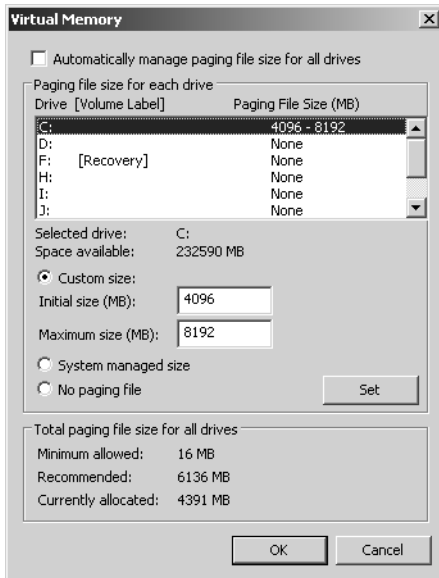 Virtual Memory
Automatically manage paging file size for all drives
Paging file size for each drive
Drive [Volume Label] Paging File Size (MB)
C: 4096 - 8192
D: None
F: [Recovery] None
H: None
I: None
J: None
Selected drive: C:
Space available: 232590 MB
Custom size:
Initial size (MB): 4096
Maximum size (MB): 8192
System managed size
No paging file Set
Total paging file size for all drives
Minimum allowed: 16 MB
Recommended: 6136 MB
Currently allocated: 4391 MB
OK Cancel